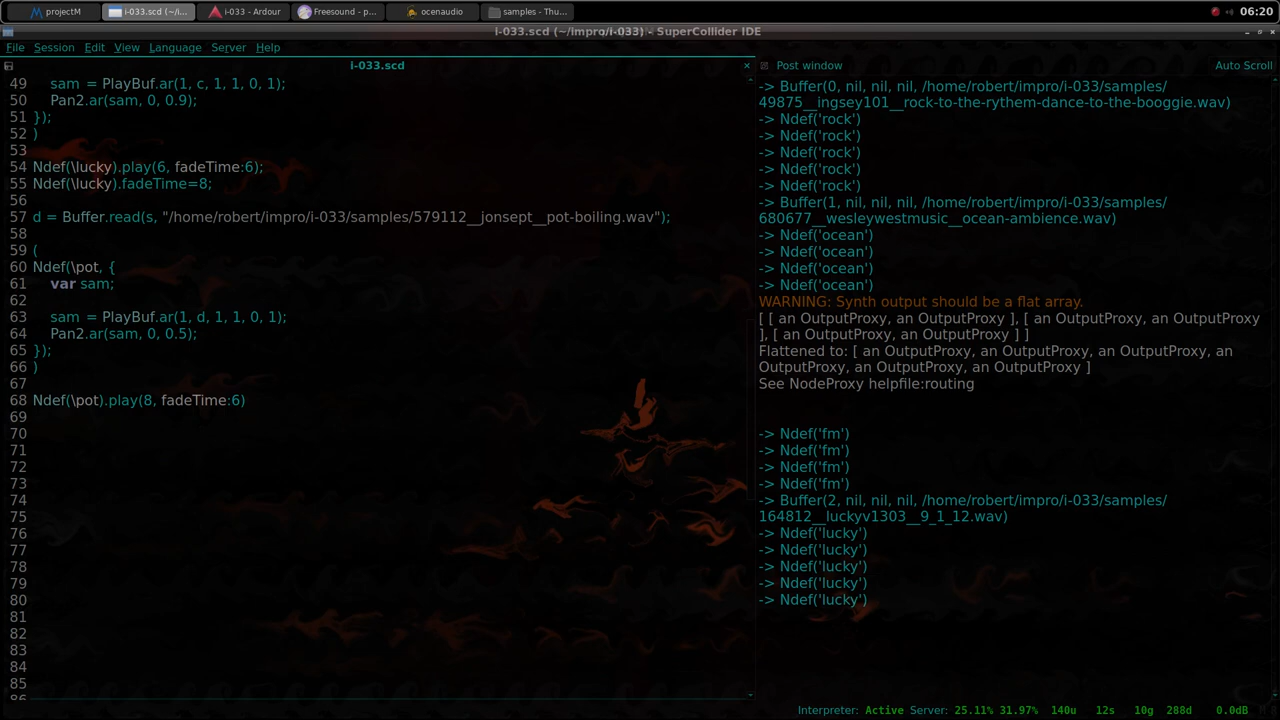 projectM
i-033.scd (~/i...
i-033 - Ardour
Freesound - p...
ocenaudio
samples - Thu...
06:20
i-033.scd (~/impro/i-033) - SuperCollider IDE
File Session Edit View Language Server Help
i-033.scd
49 sam = PlayBuf.ar(1, c, 1, 1, 0, 1);
50 Pan2.ar(sam, 0, 0.9);
51 });
52 )
53
54 Ndef(\lucky).play(6, fadeTime:6);
55 Ndef(\lucky).fadeTime=8;
56
57 d = Buffer.read(s, "/home/robert/impro/i-033/samples/579112__jonsept__pot-boiling.wav");
58
59 (
60 Ndef(\pot, {
61 var sam;
62
63 sam = PlayBuf.ar(1, d, 1, 1, 0, 1);
64 Pan2.ar(sam, 0, 0.5);
65 });
66 )
67
68 Ndef(\pot).play(8, fadeTime:6)
69
70
71
72
73
74
75
76
77
78
79
80
81
82
83
84
85
86
Post window
Auto Scroll
-> Buffer(0, nil, nil, nil, /home/robert/impro/i-033/samples/
49875__ingsey101__rock-to-the-rythem-dance-to-the-booggie.wav)
-> Ndef('rock')
-> Ndef('rock')
-> Ndef('rock')
-> Ndef('rock')
-> Ndef('rock')
-> Buffer(1, nil, nil, nil, /home/robert/impro/i-033/samples/
680677__wesleywestmusic__ocean-ambience.wav)
-> Ndef('ocean')
-> Ndef('ocean')
-> Ndef('ocean')
-> Ndef('ocean')
WARNING: Synth output should be a flat array.
[ [ an OutputProxy, an OutputProxy ], [ an OutputProxy, an OutputProxy
], [ an OutputProxy, an OutputProxy ] ]
Flattened to: [ an OutputProxy, an OutputProxy, an OutputProxy, an
OutputProxy, an OutputProxy, an OutputProxy ]
See NodeProxy helpfile:routing
-> Ndef('fm')
-> Ndef('fm')
-> Ndef('fm')
-> Ndef('fm')
-> Buffer(2, nil, nil, nil, /home/robert/impro/i-033/samples/
164812__luckyv1303__9_1_12.wav)
-> Ndef('lucky')
-> Ndef('lucky')
-> Ndef('lucky')
-> Ndef('lucky')
-> Ndef('lucky')
Interpreter: Active Server: 25.11% 31.97% 140u 12s 10g 288d 0.0dB